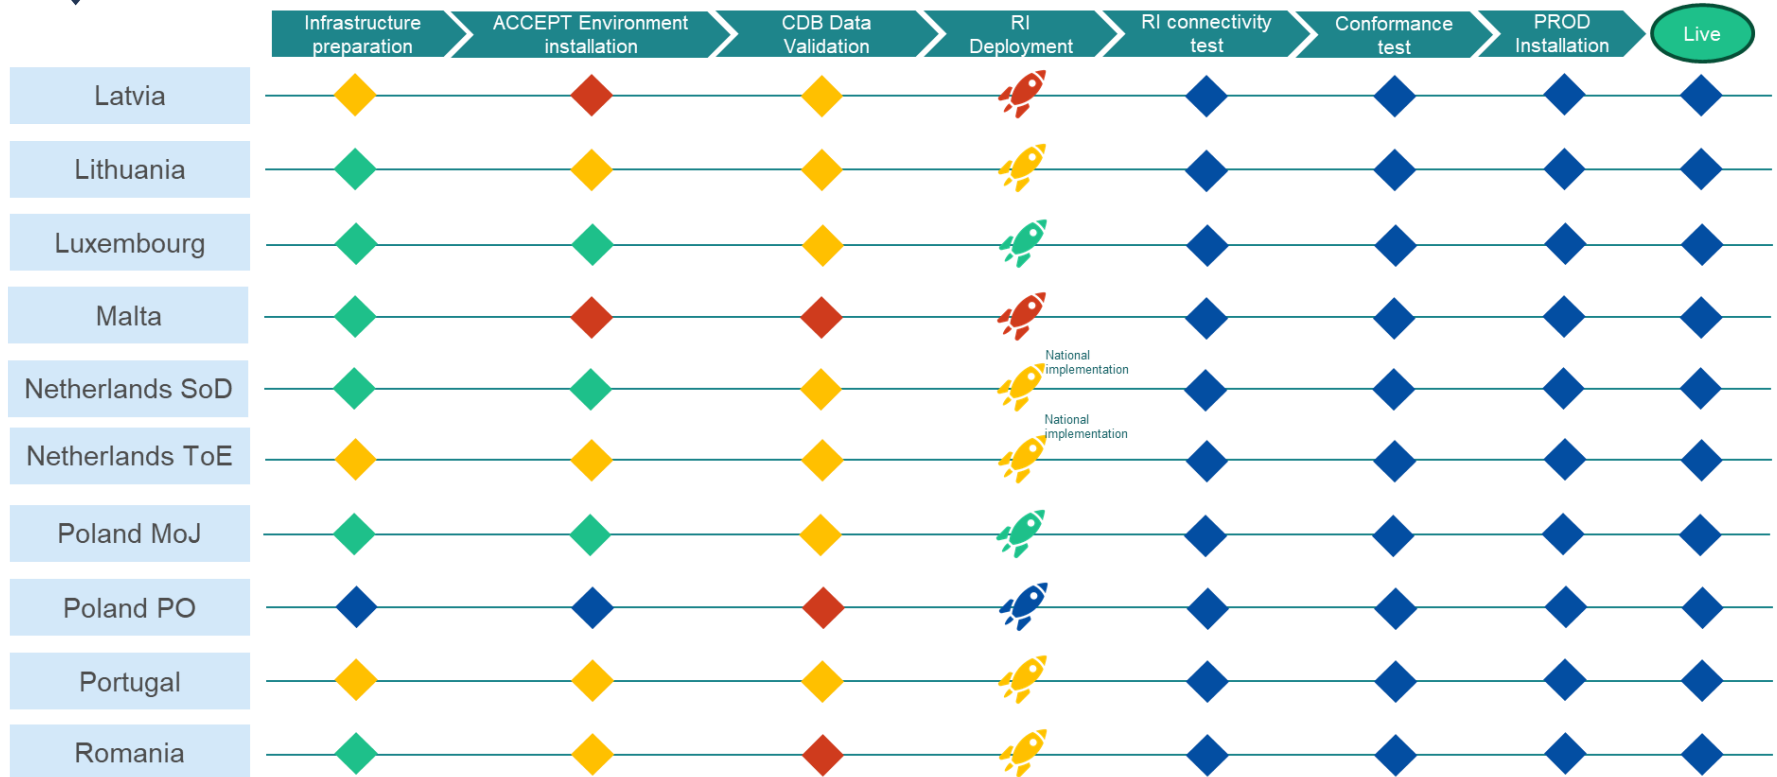 Infrastructure
preparation
ACCEPT Environment
installation
CDB Data
Validation
RI
Deployment
RI connectivity
test
Conformance
test
PROD
Installation
Live
Latvia
Lithuania
Luxembourg
Malta
Netherlands SoD
National
implementation
Netherlands ToE
National
implementation
Poland MoJ
Poland PO
Portugal
Romania